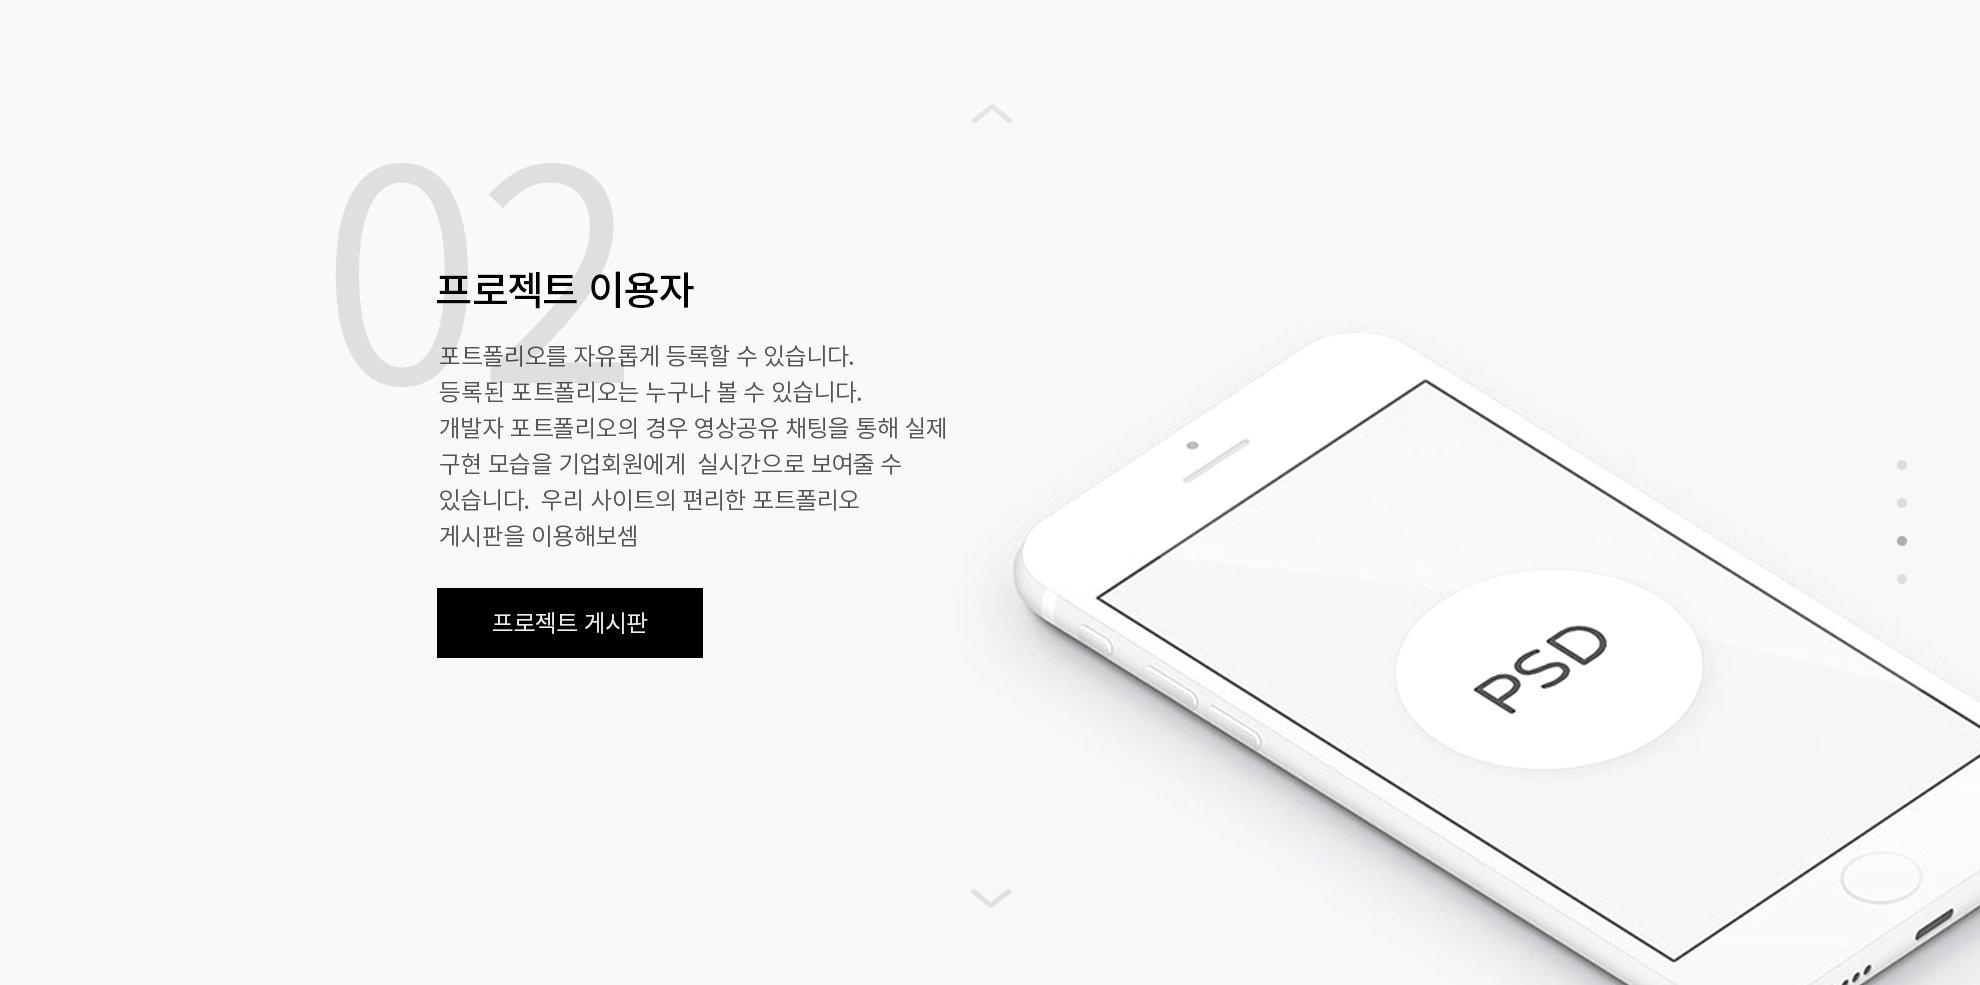 02
프로젝트 이용자
포트폴리오를 자유롭게 등록할 수 있습니다.
등록된 포트폴리오는 누구나 볼 수 있습니다.
개발자 포트폴리오의 경우 영상공유 채팅을 통해 실제
구현 모습을 기업회원에게 실시간으로 보여줄 수
있습니다. 우리 사이트의 편리한 포트폴리오
게시판을 이용해보셈
프로젝트 게시판
PSD